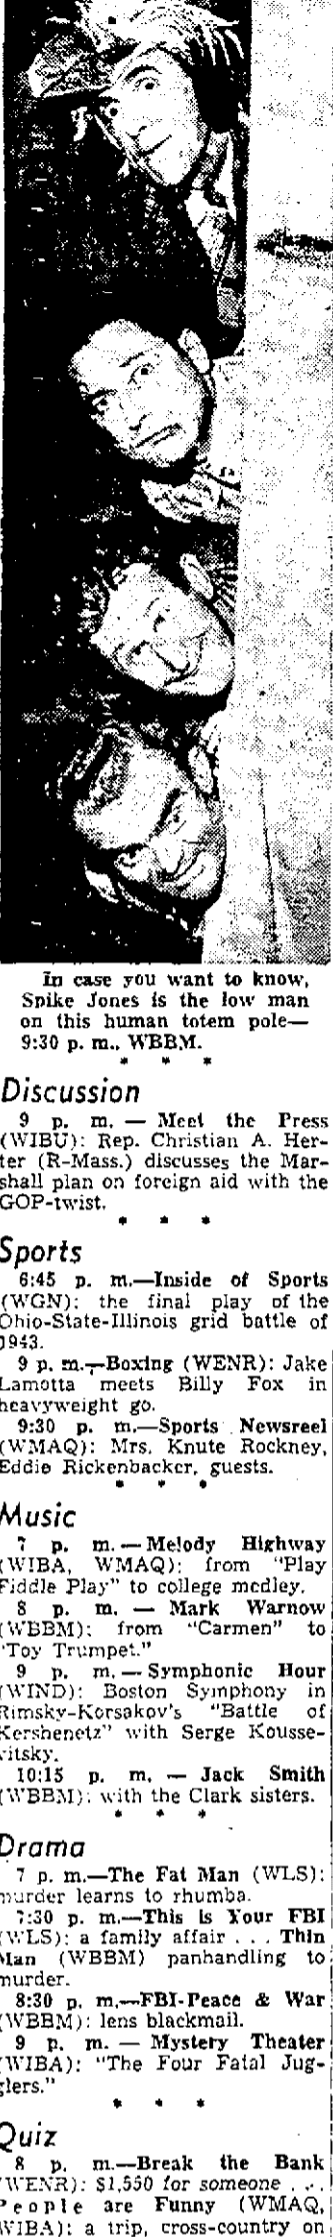 In case you want to know,
Spike Jones is the low man
on this human totem pole—
9:30 p. m., WBBM.
* * *
Discussion
9 p. m. — Meet the Press
(WIBU): Rep. Christian A. Her-
ter (R-Mass.) discusses the Mar-
shall plan on foreign aid with the
GOP-twist.
* * *
Sports
6:45 p. m.—Inside of Sports
(WGN): the final play of the
Ohio-State-Illinois grid battle of
1943.
9 p. m.—Boxing (WENR): Jake
Lamotta meets Billy Fox in
heavyweight go.
9:30 p. m.—Sports Newsreel
(WMAQ): Mrs. Knute Rockney,
Eddie Rickenbacker, guests.
* * *
Music
7 p. m. — Melody Highway
(WIBA, WMAQ): from "Play
Fiddle Play" to college medley.
8 p. m. — Mark Warnow
(WBBM): from "Carmen" to
"Toy Trumpet."
9 p. m. — Symphonic Hour
(WIND): Boston Symphony in
Rimsky-Korsakov's "Battle of
Kershenetz" with Serge Kousse-
vitsky.
10:15 p. m. — Jack Smith
(WBBM): with the Clark sisters.
* * *
Drama
7 p. m.—The Fat Man (WLS):
murder learns to rhumba.
7:30 p. m.—This is Your FBI
(WLS): a family affair . . . Thin
Man (WBBM) panhandling to
murder.
8:30 p. m.—FBI-Peace & War
(WBBM): lens blackmail.
9 p. m. — Mystery Theater
(WIBA): "The Four Fatal Jug-
glers."
* * *
Quiz
8 p. m.—Break the Bank
(WENR): $1,550 for someone . . .
People are Funny (WMAQ,
WIBA): a trip, cross-country on